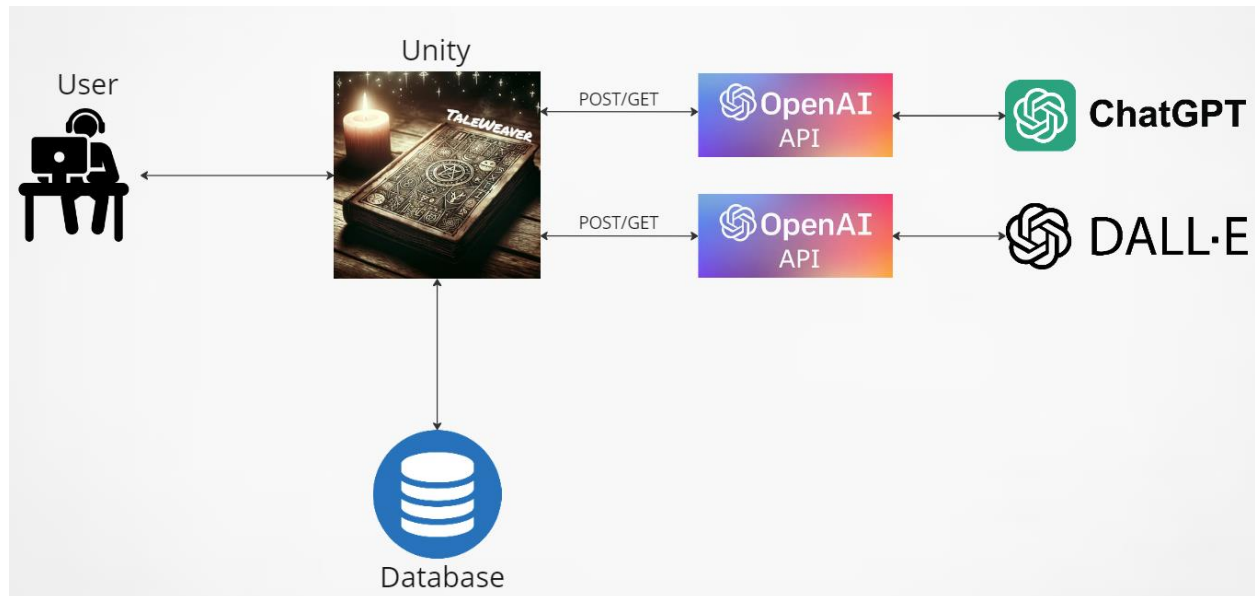 Unity
User
TALEWEAVER
POST/GET
OpenAI
API
ChatGPT
POST/GET
OpenAI
API
DALL·E
Database